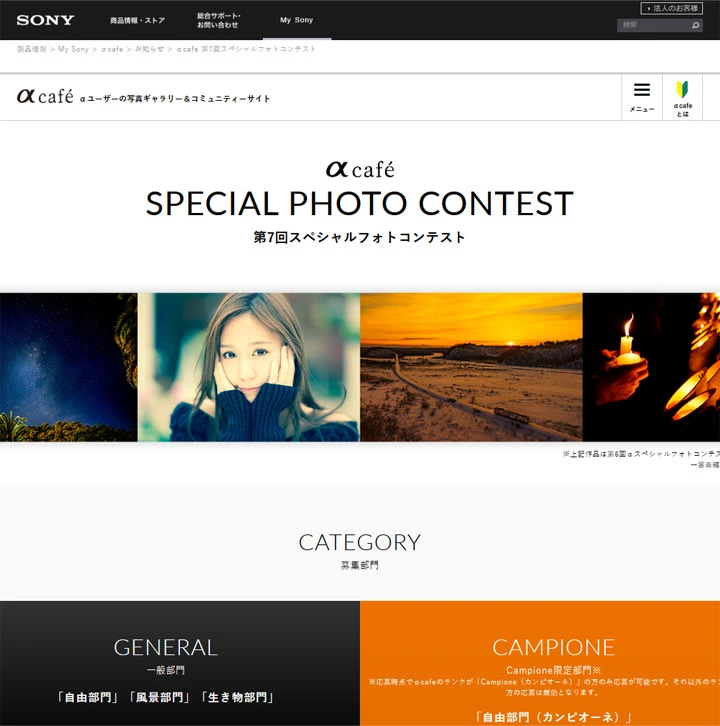 法人のお客様
SONY
商品情報・ストア
総合サポート・
お問い合わせ
My Sony
検索
製品情報 > My Sony > αcafe > お知らせ > αcafe 第7回スペシャルフォトコンテスト
αcafé αユーザーの写真ギャラリー＆コミュニティーサイト
メニュー
αcafe
とは
αcafé
SPECIAL PHOTO CONTEST
第7回スペシャルフォトコンテスト
※上記作品は第6回αスペシャルフォトコンテス
CATEGORY
募集部門
GENERAL
一般部門
「自由部門」「風景部門」「生き物部門」
CAMPIONE
Campione限定部門※
※応募時点でαcafeのランクが「Campione（カンピオーネ）」の方のみ応募が可能です。それ以外のラン
方の応募は無効となります。
「自由部門（カンピオーネ）」